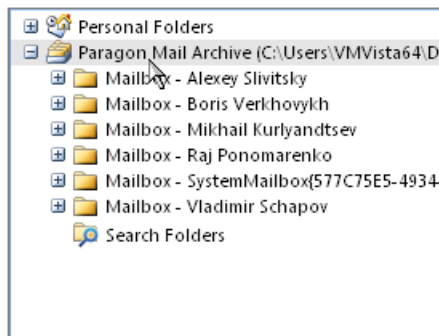 Personal Folders
Paragon Mail Archive (C:\Users\VMVista64\D
Mailbox - Alexey Slivitsky
Mailbox - Boris Verkhovykh
Mailbox - Mikhail Kurlyandtsev
Mailbox - Raj Ponomarenko
Mailbox - SystemMailbox{577C75E5-4934-
Mailbox - Vladimir Schapov
Search Folders